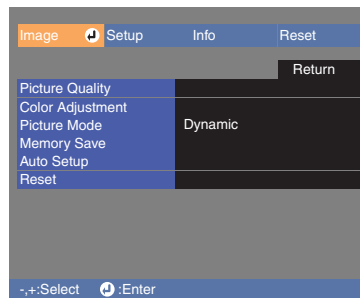 Image Setup Info Reset
Return
Picture Quality
Color Adjustment
Picture Mode Dynamic
Memory Save
Auto Setup
Reset
-,+:Select :Enter